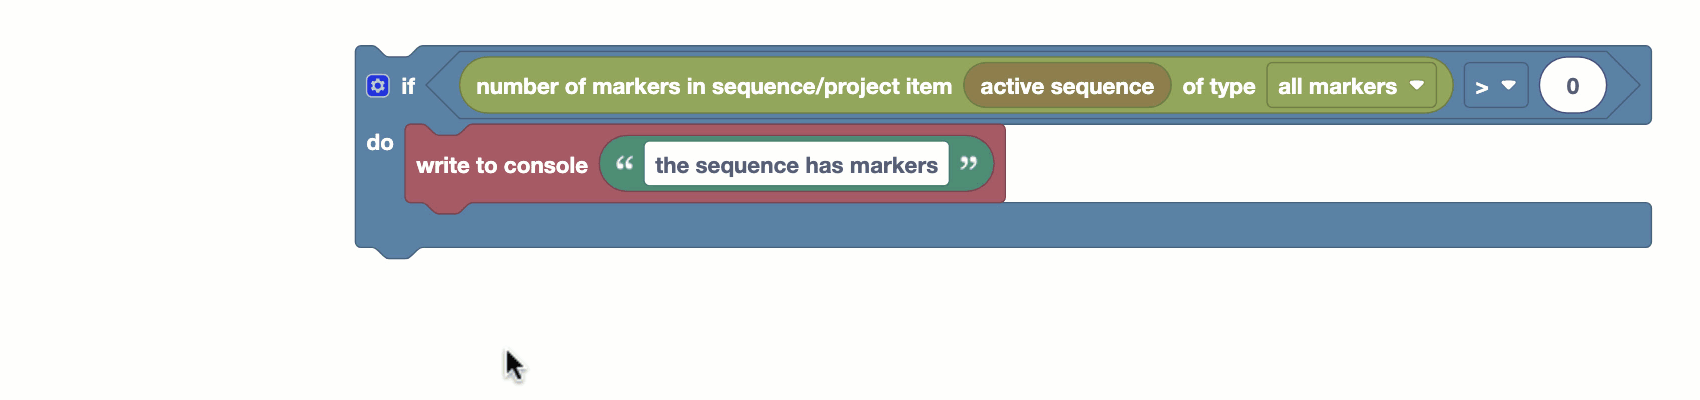 if number of markers in sequence/project item active sequence of type all markers > 0
do
write to console “ the sequence has markers ”